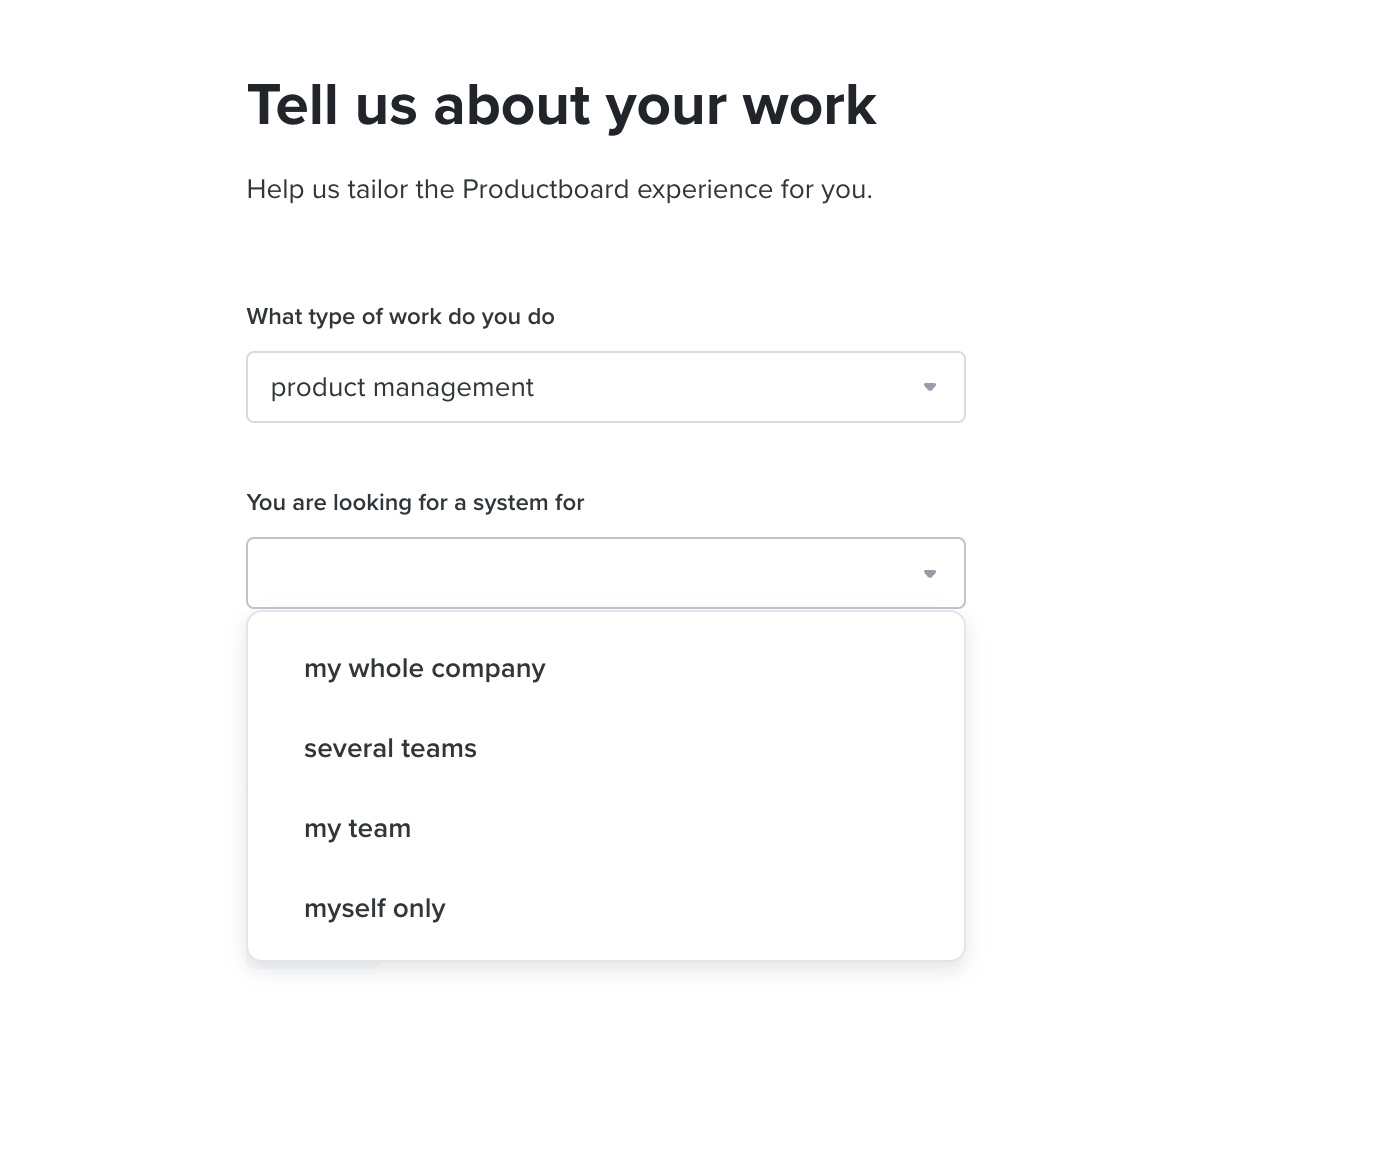 Tell us about your work
Help us tailor the Productboard experience for you.
What type of work do you do
product management
You are looking for a system for
my whole company
several teams
my team
myself only